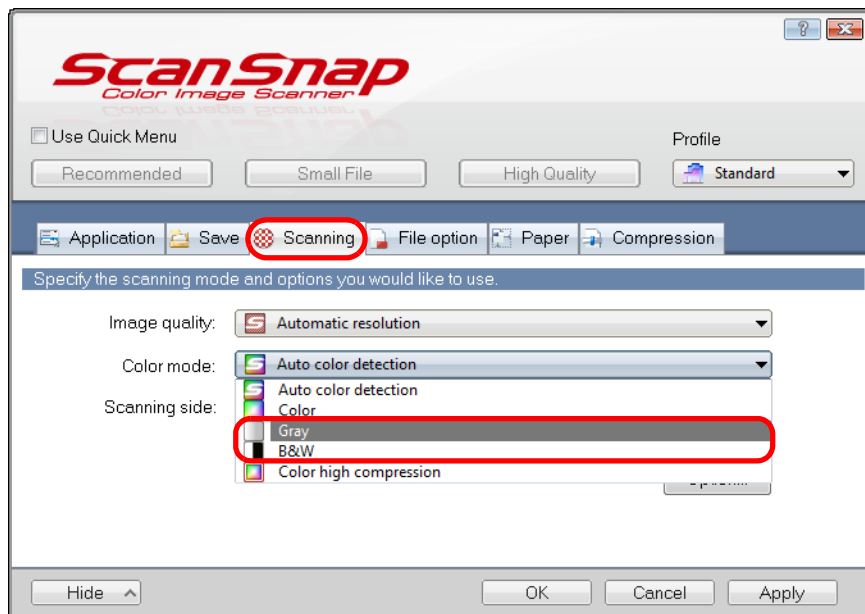 ScanSnap
Color Image Scanner
Use Quick Menu
Profile
Recommended Small File High Quality Standard
Application Save Scanning File option Paper Compression
Specify the scanning mode and options you would like to use.
Image quality: Automatic resolution
Color mode: Auto color detection
Auto color detection
Scanning side: Color
Gray
B&W
Color high compression
Hide OK Cancel Apply